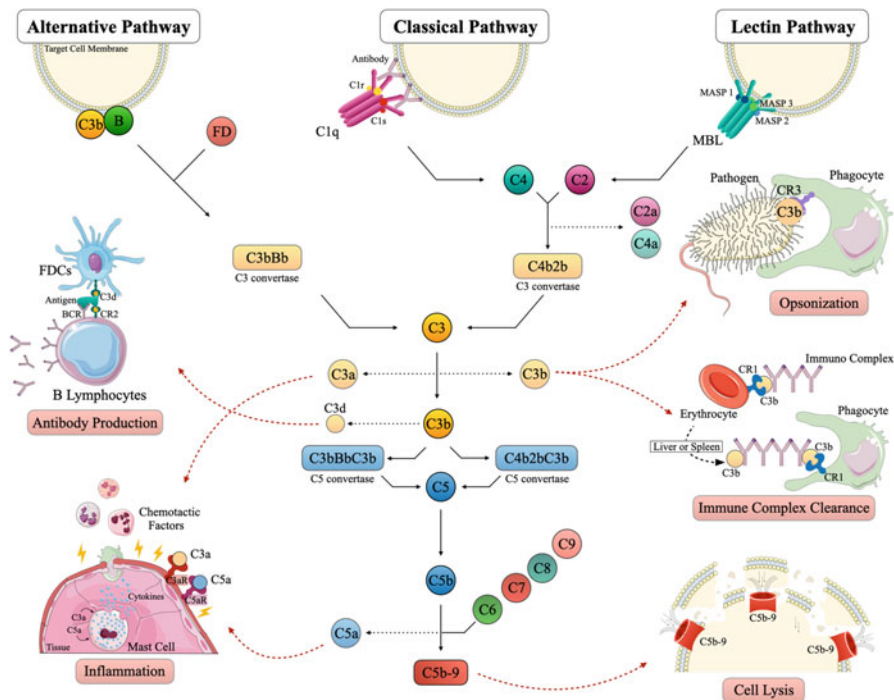 Alternative Pathway
Classical Pathway
Lectin Pathway
Target Cell Membrane
Antibody
C1r
C1s
C1q
MASP 1
MASP 3
MASP 2
MBL
C3b
B
FD
C4
C2
C2a
C4a
Pathogen
CR3
C3b
Phagocyte
Opsonization
FDCs
C3d
Antigen
BCR
CR2
B Lymphocytes
Antibody Production
C3bBb
C3 convertase
C4b2b
C3 convertase
C3
C3a
C3b
C3d
C3b
C3bBbC3b
C5 convertase
C4b2bC3b
C5 convertase
C5
CR1
Immuno Complex
C3b
Erythrocyte
Phagocyte
Liver or Spleen
C3b
C3b
CR1
Immune Complex Clearance
Chemotactic
Factors
C3a
C3aR
C5a
C5aR
Cytokines
C3a
C5a
Tissue
Mast Cell
Inflammation
C5b
C9
C8
C7
C6
C5a
C5b-9
C5b-9
C5b-9
C5b-9
Cell Lysis